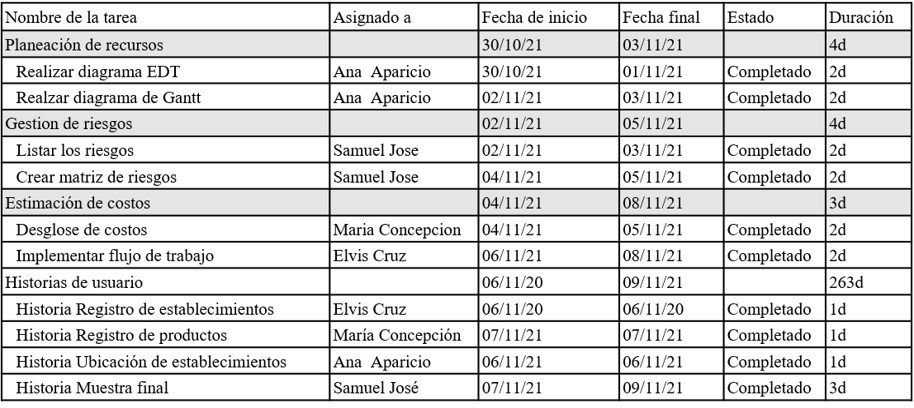 Nombre de la tarea Asignado a Fecha de inicio Fecha final Estado Duración
Planeación de recursos 30/10/21 03/11/21 4d
Realizar diagrama EDT Ana Aparicio 30/10/21 01/11/21 Completado 2d
Realzar diagrama de Gantt Ana Aparicio 02/11/21 03/11/21 Completado 2d
Gestion de riesgos 02/11/21 05/11/21 4d
Listar los riesgos Samuel Jose 02/11/21 03/11/21 Completado 2d
Crear matriz de riesgos Samuel Jose 04/11/21 05/11/21 Completado 2d
Estimación de costos 04/11/21 08/11/21 3d
Desglose de costos Maria Concepcion 04/11/21 05/11/21 Completado 2d
Implementar flujo de trabajo Elvis Cruz 06/11/21 08/11/21 Completado 2d
Historias de usuario 06/11/20 09/11/21 263d
Historia Registro de establecimientos Elvis Cruz 06/11/20 06/11/20 Completado 1d
Historia Registro de productos María Concepción 07/11/21 07/11/21 Completado 1d
Historia Ubicación de establecimientos Ana Aparicio 06/11/21 06/11/21 Completado 1d
Historia Muestra final Samuel José 07/11/21 09/11/21 Completado 3d